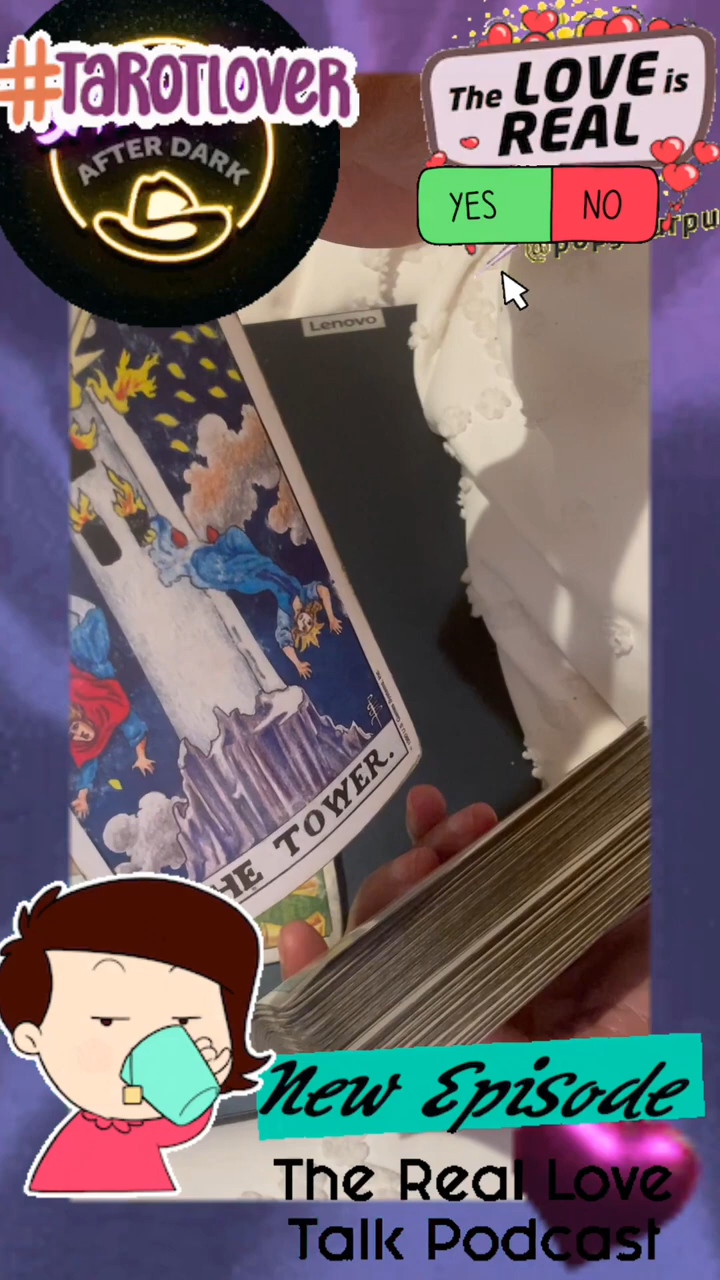 #TAROTLOVER
AFTER DARK
The LOVE is
REAL
YES NO
Lenovo
THE TOWER.
New Episode
The Real Love
Talk Podcast